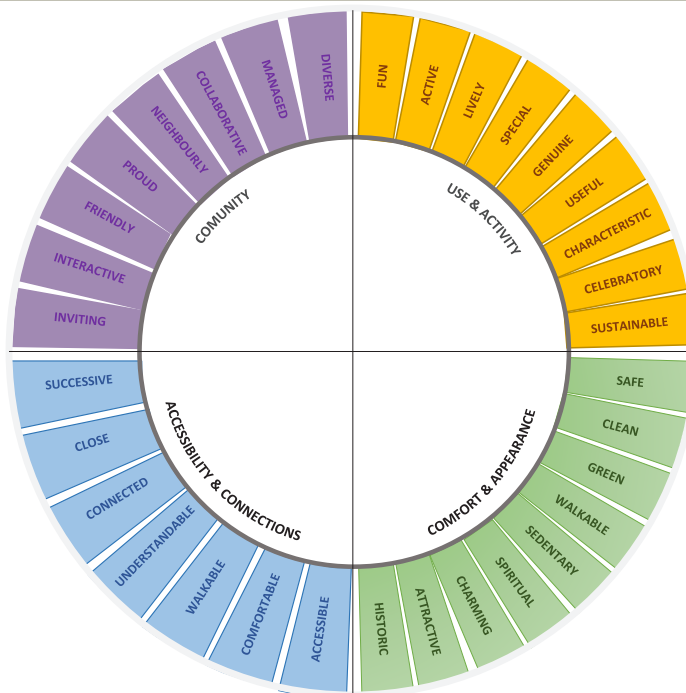 DIVERSE
MANAGED
COLLABORATIVE
NEIGHBOURLY
PROUD
FRIENDLY
INTERACTIVE
INVITING
COMUNITY
FUN
ACTIVE
LIVELY
SPECIAL
GENUINE
USEFUL
CHARACTERISTIC
CELEBRATORY
SUSTAINABLE
USE & ACTIVITY
SUCCESSIVE
CLOSE
CONNECTED
UNDERSTANDABLE
WALKABLE
COMFORTABLE
ACCESSIBLE
ACCESSIBILITY & CONNECTIONS
SAFE
CLEAN
GREEN
WALKABLE
SEDENTARY
SPIRITUAL
CHARMING
ATTRACTIVE
HISTORIC
COMFORT & APPEARANCE